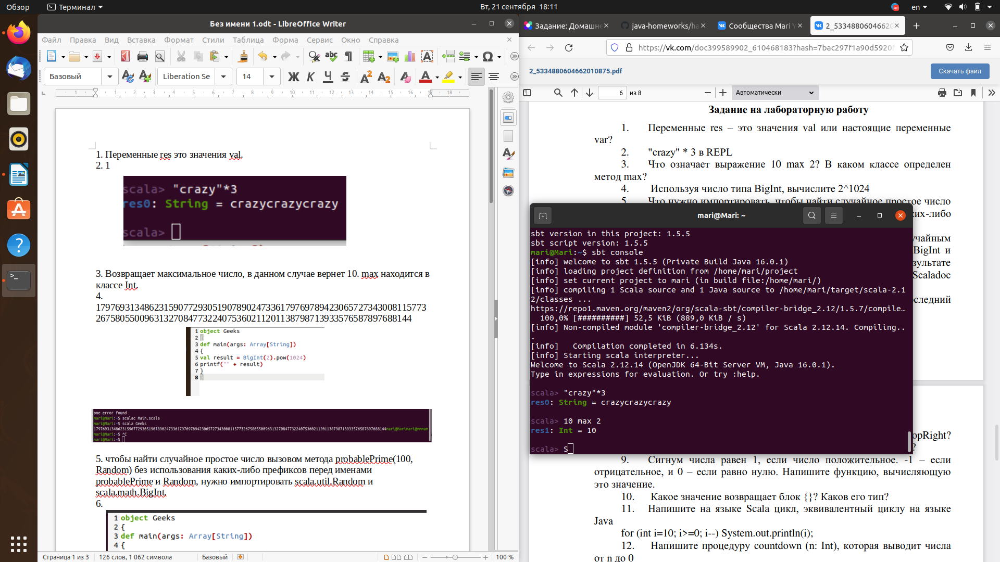 Обзор
Терминал
Вт, 21 сентября 18:11
en
Без имени 1.odt - LibreOffice Writer
Файл Правка Вид Вставка Формат Стили Таблица Форма Сервис Окно Справка
Базовый
Liberation Se
14
1. Переменные res это значения val.
2. 1
scala> "crazy"*3
res0: String = crazycrazycrazy
scala>
3. Возвращает максимальное число, в данном случае вернет 10. max находится в
классе Int.
4.
17976931348623159077293051907890247336179769789423065727343008115773
26758055009631327084773224075360211201138798713933576587897688144
1 object Geeks
2 {
3 def main(args: Array[String])
4 {
5 val result = BigInt(2).pow(1024)
6 printf("" + result)
7 }
8 }
one error found
mari@Mari:~$ scalac Main.scala
mari@Mari:~$ scala Geeks
mari@Mari:~$ ^C
mari@Mari:~$
5. чтобы найти случайное простое число вызовом метода probablePrime(100,
Random) без использования каких-либо префиксов перед именами
probablePrime и Random, нужно импортировать scala.util.Random и
scala.math.BigInt.
6.
1 object Geeks
2 {
3 def main(args: Array[String])
4 {
Страница 1 из 3
126 слов, 1 062 символа
Базовый
100 %
Задание: Домашне
java-homeworks/ha
Сообщества Mari Y
2_5334880604662
https://vk.com/doc399589902_610468183?hash=7bac297f1a90d5920f
2_5334880604662010875.pdf
Скачать файл
6 из 8
Автоматически
Задание на лабораторную работу
1. Переменные res – это значения val или настоящие переменные
var?
2. "crazy" * 3 в REPL
3. Что означает выражение 10 max 2? В каком классе определен
метод max?
4. Используя число типа BigInt, вычислите 2^1024
5. Что нужно импортировать, чтобы найти случайное простое число
ких-либо
учайным
BigInt и
зультате
Scaladoc
оследний
mari@Mari: ~
sbt version in this project: 1.5.5
sbt script version: 1.5.5
mari@Mari:~$ sbt console
[info] welcome to sbt 1.5.5 (Private Build Java 16.0.1)
[info] loading project definition from /home/mari/project
[info] set current project to mari (in build file:/home/mari/)
[info] compiling 1 Scala source and 1 Java source to /home/mari/target/scala-2.1
2/classes ...
https://repo1.maven.org/maven2/org/scala-sbt/compiler-bridge_2.12/1.5.7/compile…
100,0% [##########] 52,5 KiB (889,0 KiB / s)
[info] Non-compiled module 'compiler-bridge_2.12' for Scala 2.12.14. Compiling..
.
[info]   Compilation completed in 6.134s.
[info] Starting scala interpreter...
Welcome to Scala 2.12.14 (OpenJDK 64-Bit Server VM, Java 16.0.1).
Type in expressions for evaluation. Or try :help.
scala> "crazy"*3
res0: String = crazycrazycrazy
scala> 10 max 2
res1: Int = 10
scala> S
opRight?
?
9. Сигнум числа равен 1, если число положительное. -1 – если
отрицательное, и 0 – если равно нулю. Напишите функцию, вычисляющую
это значение.
10. Какое значение возвращает блок {}? Каков его тип?
11. Напишите на языке Scala цикл, эквивалентный циклу на языке
Java
for (int i=10; i>=0; i--) System.out.println(i);
12. Напишите процедуру countdown (n: Int), которая выводит числа
от n до 0